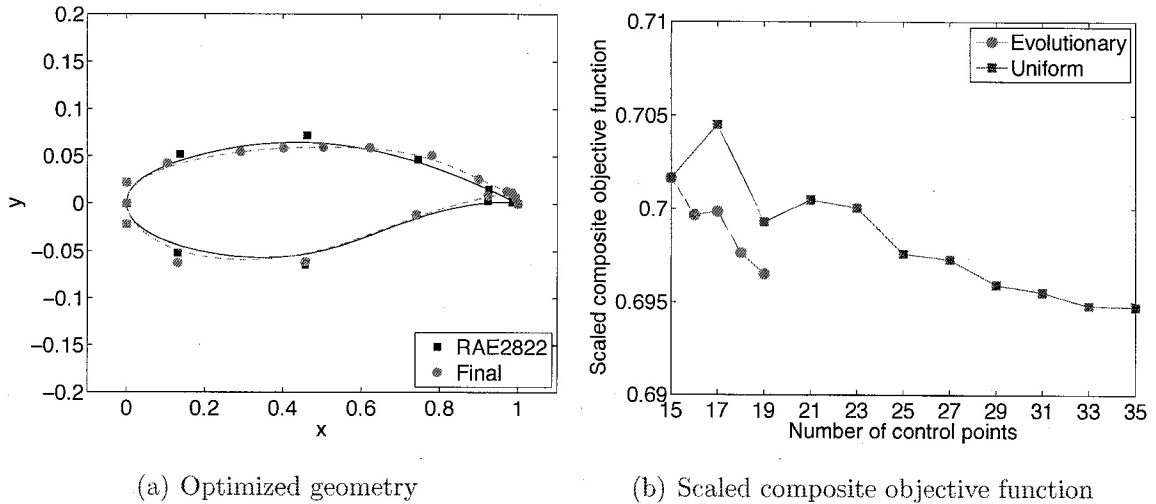 0.2
0.15
0.1
0.05
0
−0.05
−0.1
−0.15
−0.2
y
0
0.2
0.4
0.6
0.8
1
x
RAE2822
Final
(a) Optimized geometry
0.71
0.705
0.7
0.695
0.69
Scaled composite objective function
15 17 19 21 23 25 27 29 31 33 35
Number of control points
Evolutionary
Uniform
(b) Scaled composite objective function